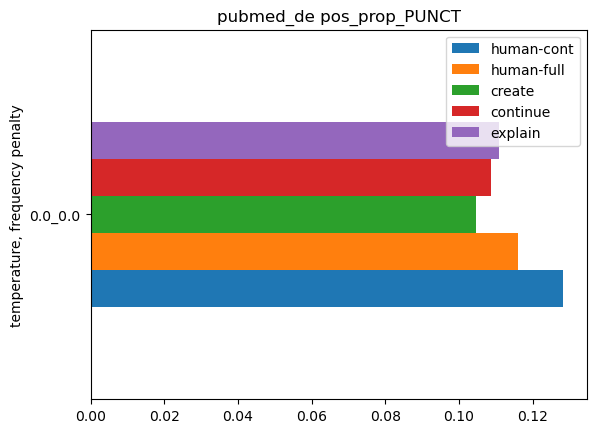 pubmed_de pos_prop_PUNCT
human-cont
human-full
create
continue
explain
temperature, frequency penalty
0.0_0.0
0.00 0.02 0.04 0.06 0.08 0.10 0.12